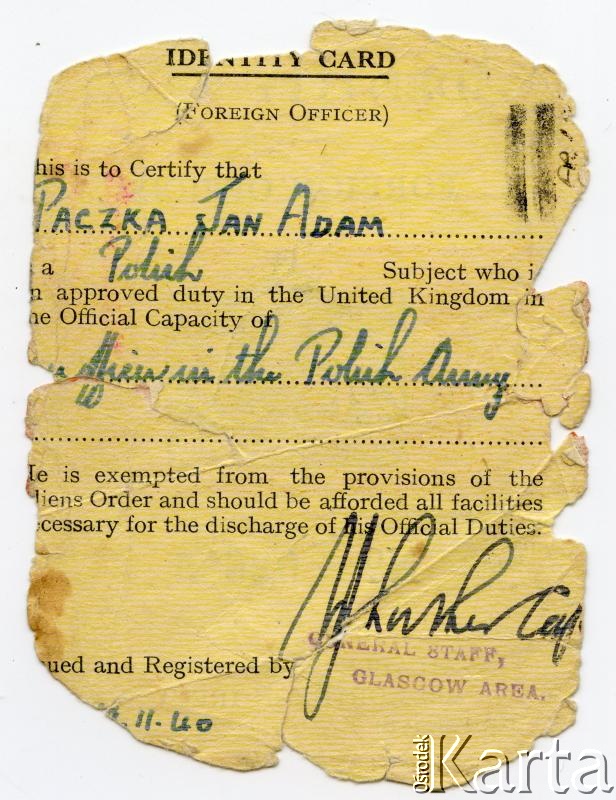 IDENTITY CARD
(FOREIGN OFFICER)
his is to Certify that
PACZKA JAN ADAM
a Polish Subject who i
n approved duty in the United Kingdom in
he Official Capacity of
officer in the Polish Army
He is exempted from the provisions of the
liens Order and should be afforded all facilities
ecessary for the discharge of his Official Duties.
Capt
GENERAL STAFF,
ued and Registered by
GLASGOW AREA.
.11.40
ośrodek Karta